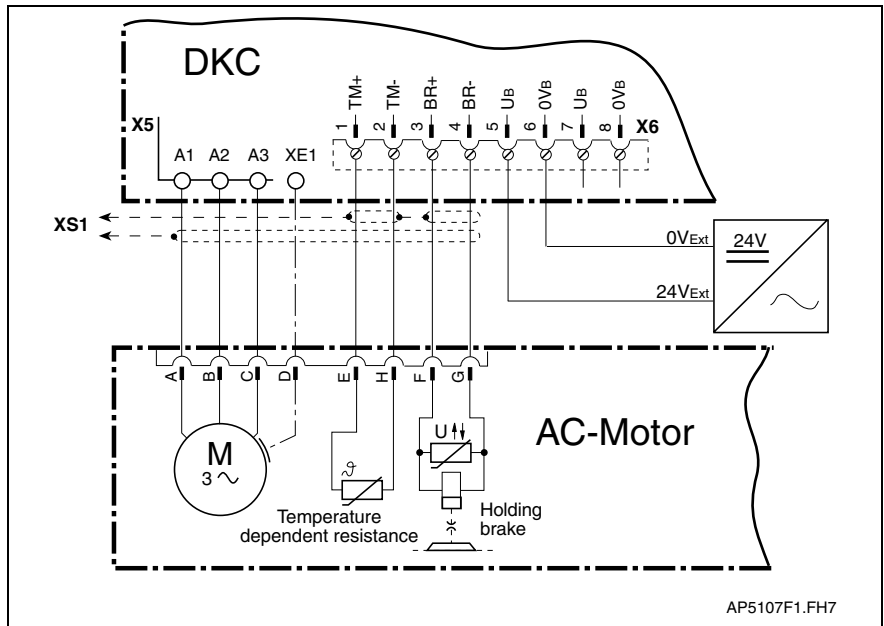 DKC
TM+
TM-
BR+
BR-
UB
0VB
UB
0VB
1
2
3
4
5
6
7
8
X6
X5
A1
A2
A3
XE1
XS1
0VExt
24V
24VExt
A
B
C
D
E
H
F
G
M
3
U
ϑ
AC-Motor
Temperature
dependent resistance
Holding
brake
AP5107F1.FH7